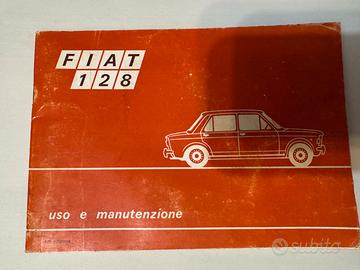 FIAT
128
uso e manutenzione
subito